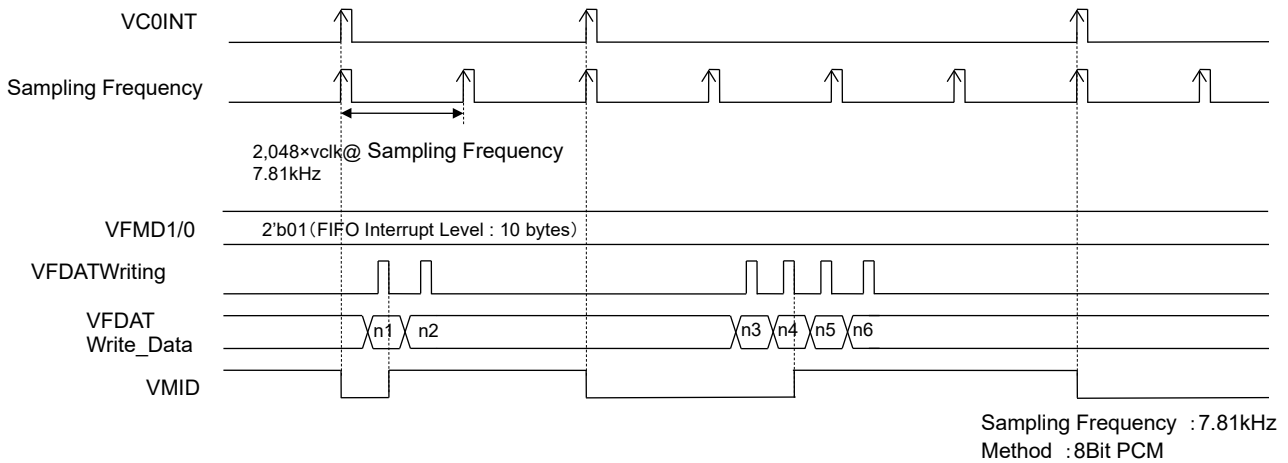 VC0INT
Sampling Frequency
2,048×vclk@ Sampling Frequency
7.81kHz
VFMD1/0
2'b01(FIFO Interrupt Level : 10 bytes)
VFDATWriting
VFDAT
Write_Data
n1 n2 n3 n4 n5 n6
VMID
Sampling Frequency :7.81kHz
Method :8Bit PCM